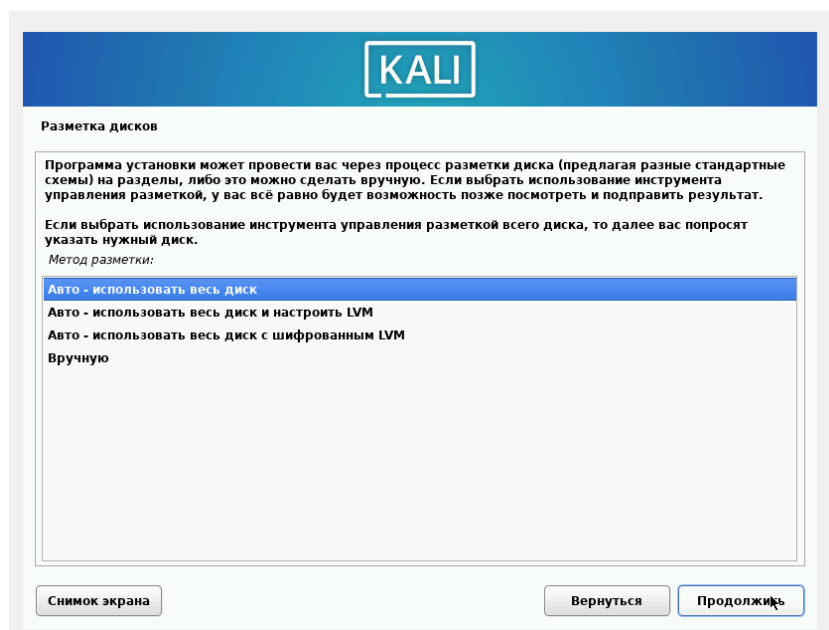 KALI
Разметка дисков
Программа установки может провести вас через процесс разметки диска (предлагая разные стандартные
схемы) на разделы, либо это можно сделать вручную. Если выбрать использование инструмента
управления разметкой, у вас всё равно будет возможность позже посмотреть и подправить результат.
Если выбрать использование инструмента управления разметкой всего диска, то далее вас попросят
указать нужный диск.
Метод разметки:
Авто - использовать весь диск
Авто - использовать весь диск и настроить LVM
Авто - использовать весь диск с шифрованным LVM
Вручную
Снимок экрана
Вернуться
Продолжить